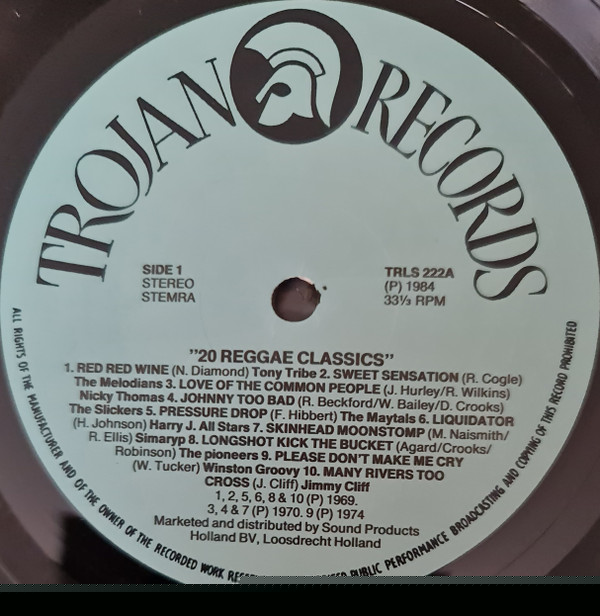 TROJAN RECORDS
SIDE 1
STEREO
STEMRA
TRLS 222A
(P) 1984
33⅓ RPM
"20 REGGAE CLASSICS"
1. RED RED WINE (N. Diamond) Tony Tribe 2. SWEET SENSATION (R. Cogle)
The Melodians 3. LOVE OF THE COMMON PEOPLE (J. Hurley/R. Wilkins)
Nicky Thomas 4. JOHNNY TOO BAD (R. Beckford/W. Bailey/D. Crooks)
The Slickers 5. PRESSURE DROP (F. Hibbert) The Maytals 6. LIQUIDATOR
(H. Johnson) Harry J. All Stars 7. SKINHEAD MOONSTOMP (M. Naismith/
R. Ellis) Simaryp 8. LONGSHOT KICK THE BUCKET (Agard/Crooks/
Robinson) The pioneers 9. PLEASE DON'T MAKE ME CRY
(W. Tucker) Winston Groovy 10. MANY RIVERS TOO
CROSS (J. Cliff) Jimmy Cliff
1, 2, 5, 6, 8 & 10 (P) 1969.
3, 4 & 7 (P) 1970. 9 (P) 1974
Marketed and distributed by Sound Products
Holland BV, Loosdrecht Holland
ALL RIGHTS OF THE MANUFACTURER AND OF THE OWNER OF THE RECORDED WORK PUBLIC PERFORMANCE BROADCASTING AND COPYING OF THIS RECORD PROHIBITED